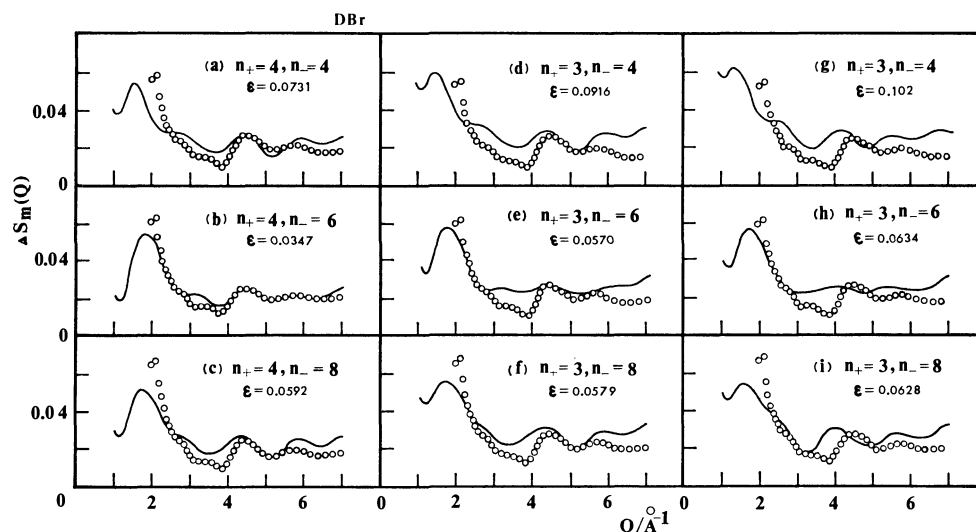 DBr
(a) n₊=4, n₋=4
ε=0.0731
(d) n₊=3, n₋=4
ε=0.0916
(g) n₊=3, n₋=4
ε=0.102
0.04
0
(b) n₊=4, n₋=6
ε=0.0347
(e) n₊=3, n₋=6
ε=0.0570
(h) n₊=3, n₋=6
ε=0.0634
0.04
0
(c) n₊=4, n₋=8
ε=0.0592
(f) n₊=3, n₋=8
ε=0.0579
(i) n₊=3, n₋=8
ε=0.0628
0.04
0
ΔSm(Q)
0 2 4 6 2 4 6 2 4 6
Q/Å⁻¹